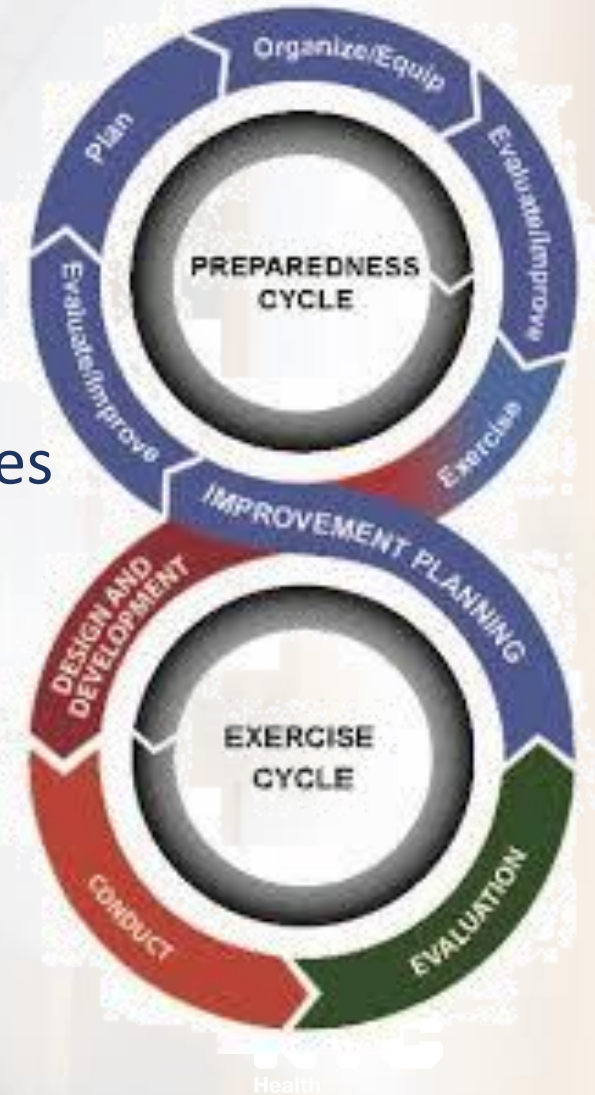 Organize/Equip
Plan
Evaluate/Improve
PREPAREDNESS
CYCLE
Evaluate/Improve
Exercise
es
IMPROVEMENT PLANNING
DESIGN AND
DEVELOPMENT
EXERCISE
CYCLE
CONDUCT
EVALUATION
Health